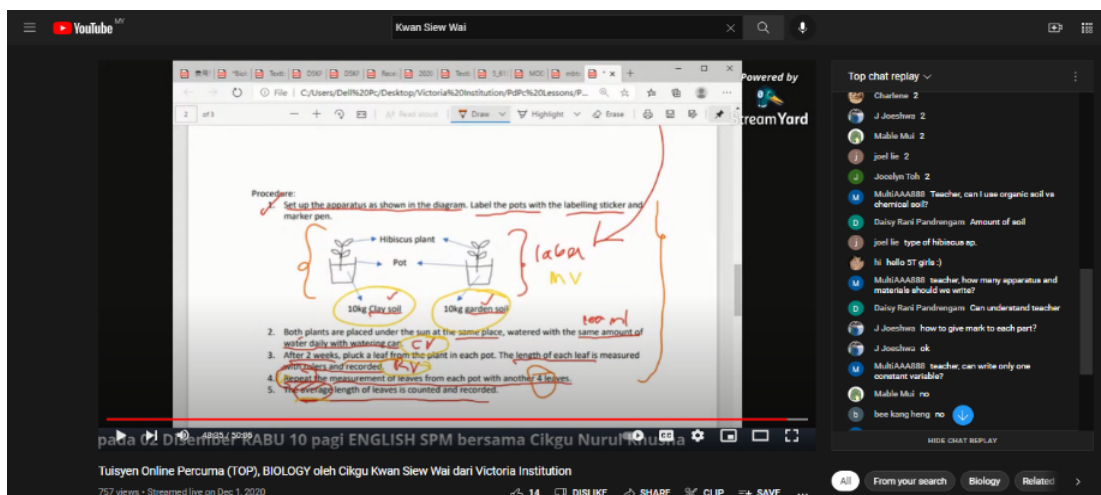 YouTube MY
Kwan Siew Wai
File
C:/Users/Dell%20Pc/Desktop/Victoria%20Institution/PdPc%20Lessons/P...
2 of 3
Read aloud
Draw
Highlight
Erase
Powered by
StreamYard
Procedure:
1. Set up the apparatus as shown in the diagram. Label the pots with the labelling sticker and
marker pen.
Hibiscus plant
Pot
label
MV
10kg Clay soil
10kg garden soil
100 ml
2. Both plants are placed under the sun at the same place, watered with the same amount of
water daily with watering can.
CV
3. After 2 weeks, pluck a leaf from the plant in each pot. The length of each leaf is measured
with rulers and recorded.
RV
4. Repeat the measurement of leaves from each pot with another 4 leaves.
5. The average length of leaves is counted and recorded.
48:35 / 50:06
pada 02 Disember RABU 10 pagi ENGLISH SPM bersama Cikgu Nurul
Tuisyen Online Percuma (TOP), BIOLOGY oleh Cikgu Kwan Siew Wai dari Victoria Institution
757 views • Streamed live on Dec 1, 2020
14
DISLIKE
SHARE
CLIP
SAVE
Top chat replay
Charlene 2
J Joeshwa 2
Mable Mui 2
joel lie 2
Jocelyn Toh 2
MultiAAA888 Teacher, can I use organic soil vs
chemical soil?
Daisy Rani Pandrengam Amount of soil
joel lie type of hibiscus sp.
hi hello 5T girls :)
MultiAAA888 teacher, how many apparatus and
materials should we write?
Daisy Rani Pandrengam Can understand teacher
J Joeshwa how to give mark to each part?
J Joeshwa ok
MultiAAA888 teacher, can write only one
constant variable?
Mable Mui no
bee kang heng no
HIDE CHAT REPLAY
All
From your search
Biology
Related